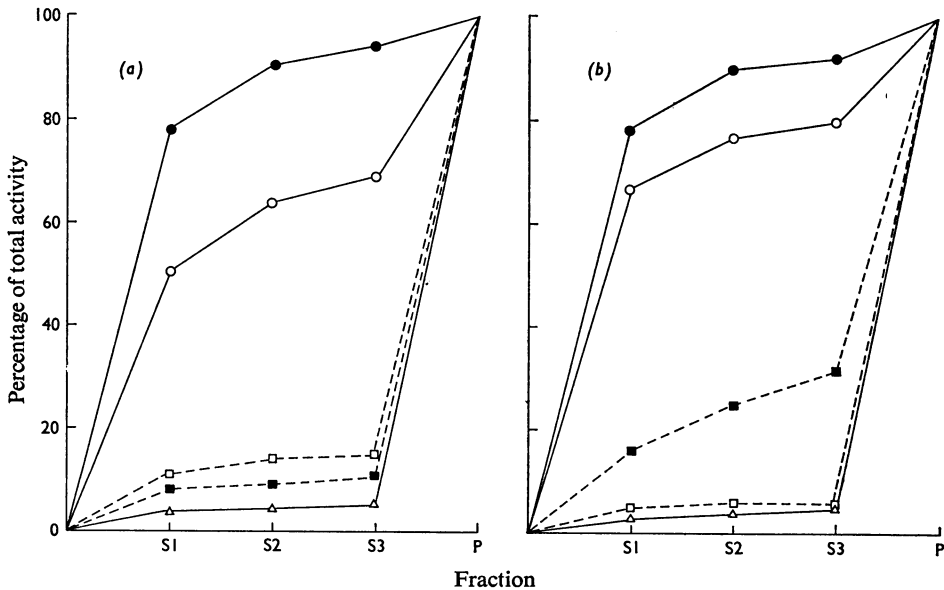 100
80
60
40
20
0
Percentage of total activity
(a)
(b)
S1 S2 S3 P
S1 S2 S3 P
Fraction